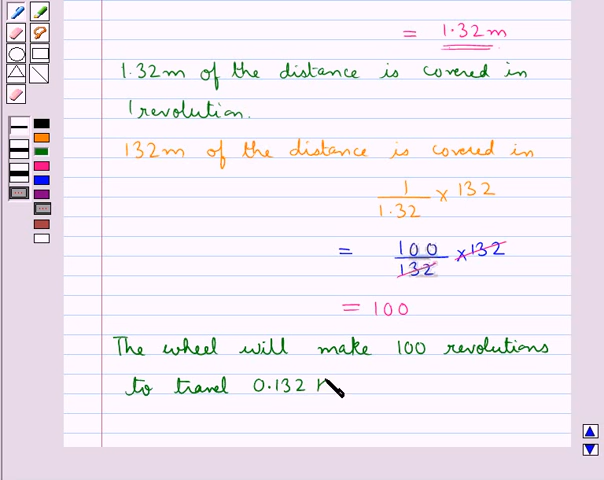 = 1.32 m
1.32m of the distance is covered in
1 revolution.
132m of the distance is covered in
1/1.32 × 132
= 100/132 × 132
= 100
The wheel will make 100 revolutions
to travel 0.132